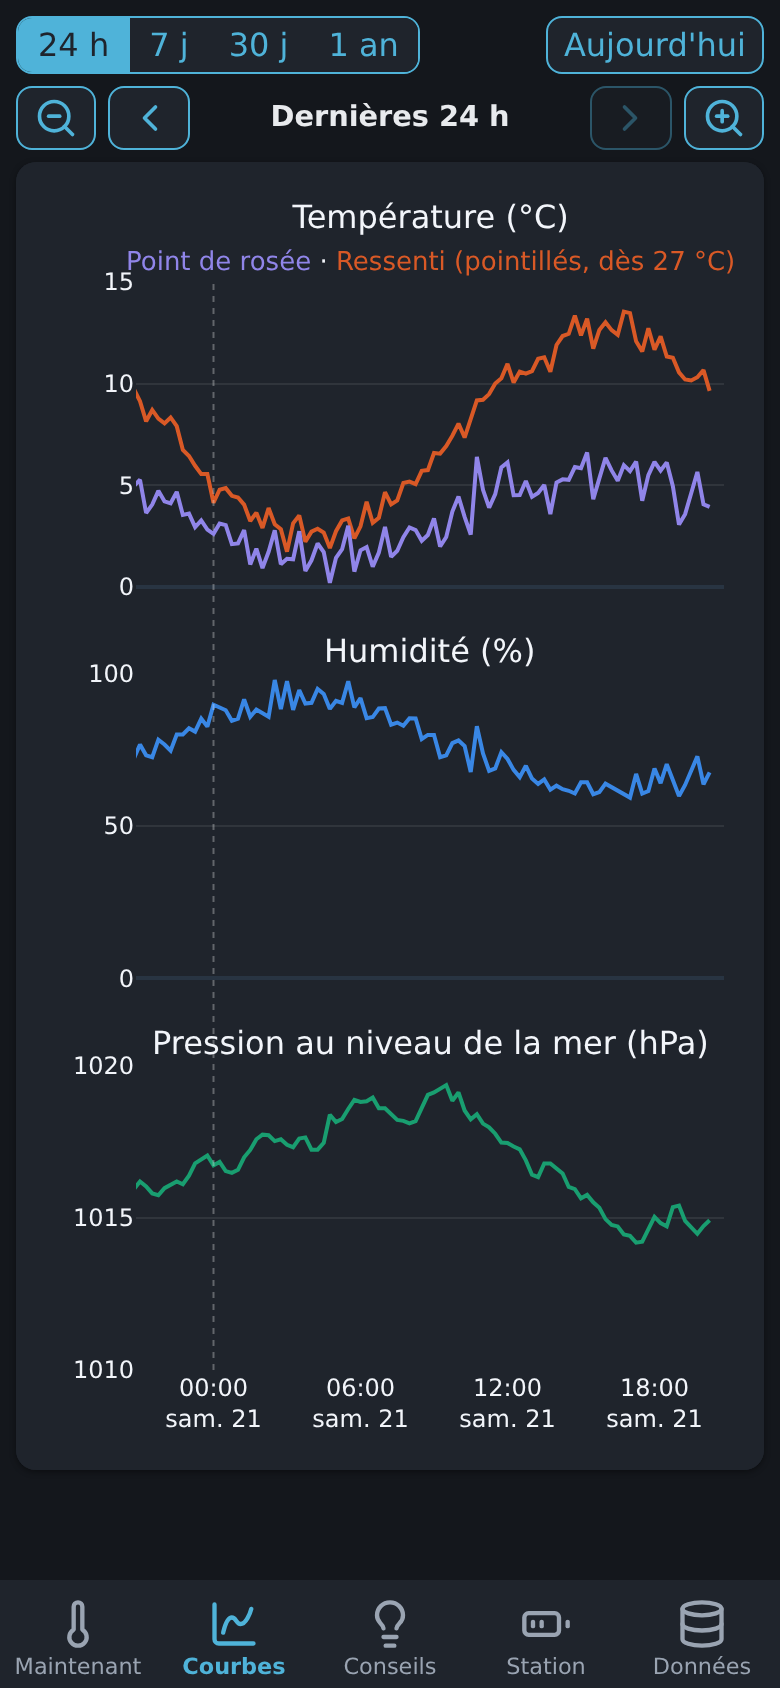 24 h 7 j 30 j 1 an Aujourd'hui
Dernières 24 h
Température (°C)
Point de rosée · Ressenti (pointillés, dès 27 °C)
15
10
5
0
Humidité (%)
100
50
0
Pression au niveau de la mer (hPa)
1020
1015
1010
00:00 06:00 12:00 18:00
sam. 21 sam. 21 sam. 21 sam. 21
Maintenant Courbes Conseils Station Données